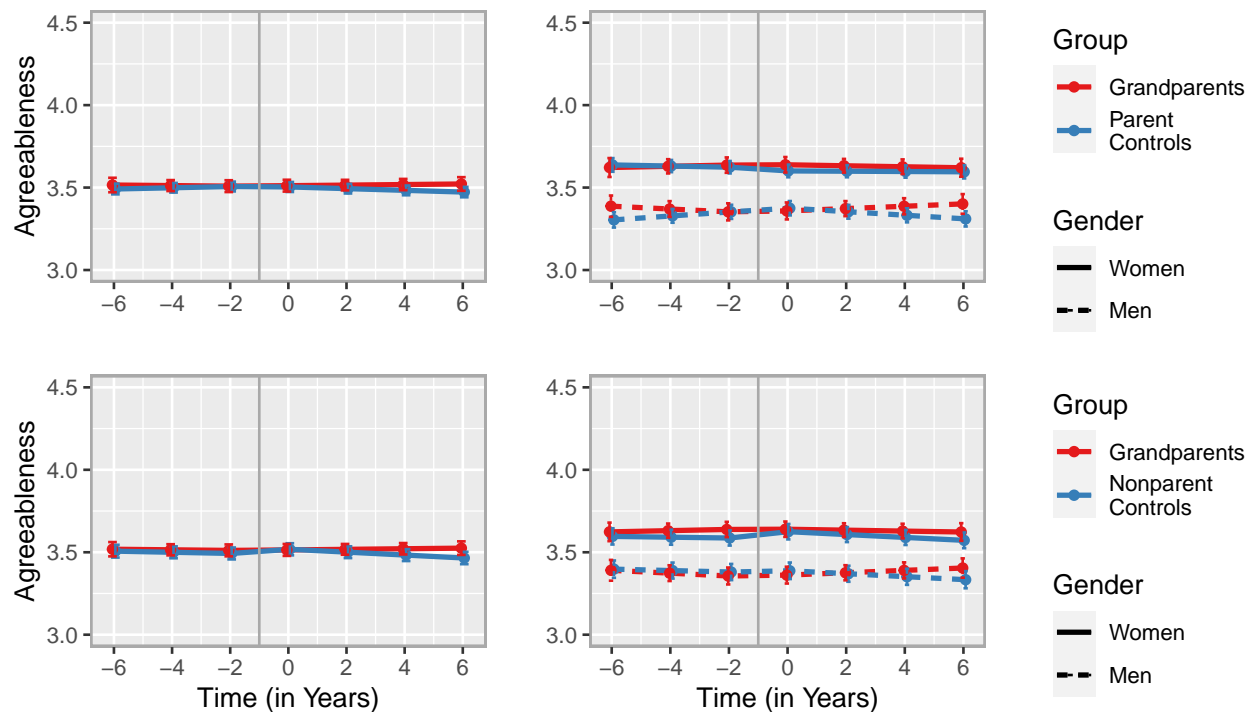 4.5
4.0
3.5
3.0
Agreeableness
−6 −4 −2 0 2 4 6
4.5
4.0
3.5
3.0
−6 −4 −2 0 2 4 6
Group
Grandparents
Parent
Controls
Gender
Women
Men
4.5
4.0
3.5
3.0
Agreeableness
−6 −4 −2 0 2 4 6
Time (in Years)
4.5
4.0
3.5
3.0
−6 −4 −2 0 2 4 6
Time (in Years)
Group
Grandparents
Nonparent
Controls
Gender
Women
Men